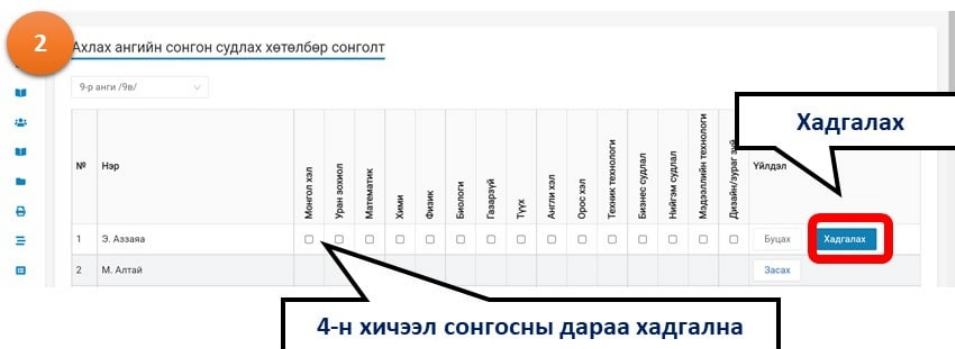 2
Ахлах ангийн сонгон судлах хөтөлбөр сонголт
9-р анги /9в/
Хадгалах
№
Нэр
Монгол хэл
Уран зохиол
Математик
Хими
Физик
Биологи
Газарзүй
Түүх
Англи хэл
Орос хэл
Техник технологи
Бизнес судлал
Нийгэм судлал
Мэдээллийн технологи
Дизайн/зураг зүй
Үйлдэл
1 Э. Аззаяа Буцах Хадгалах
2 М. Алтай Засах
4-н хичээл сонгосны дараа хадгална